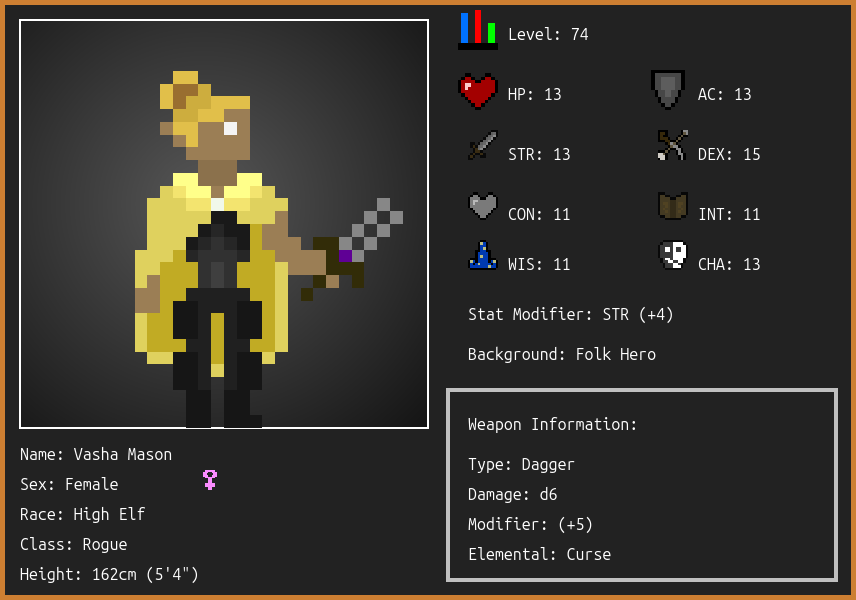 Level: 74
HP: 13
AC: 13
STR: 13
DEX: 15
CON: 11
INT: 11
WIS: 11
CHA: 13
Stat Modifier: STR (+4)
Background: Folk Hero
Weapon Information:
Type: Dagger
Damage: d6
Modifier: (+5)
Elemental: Curse
Name: Vasha Mason
Sex: Female
Race: High Elf
Class: Rogue
Height: 162cm (5'4")